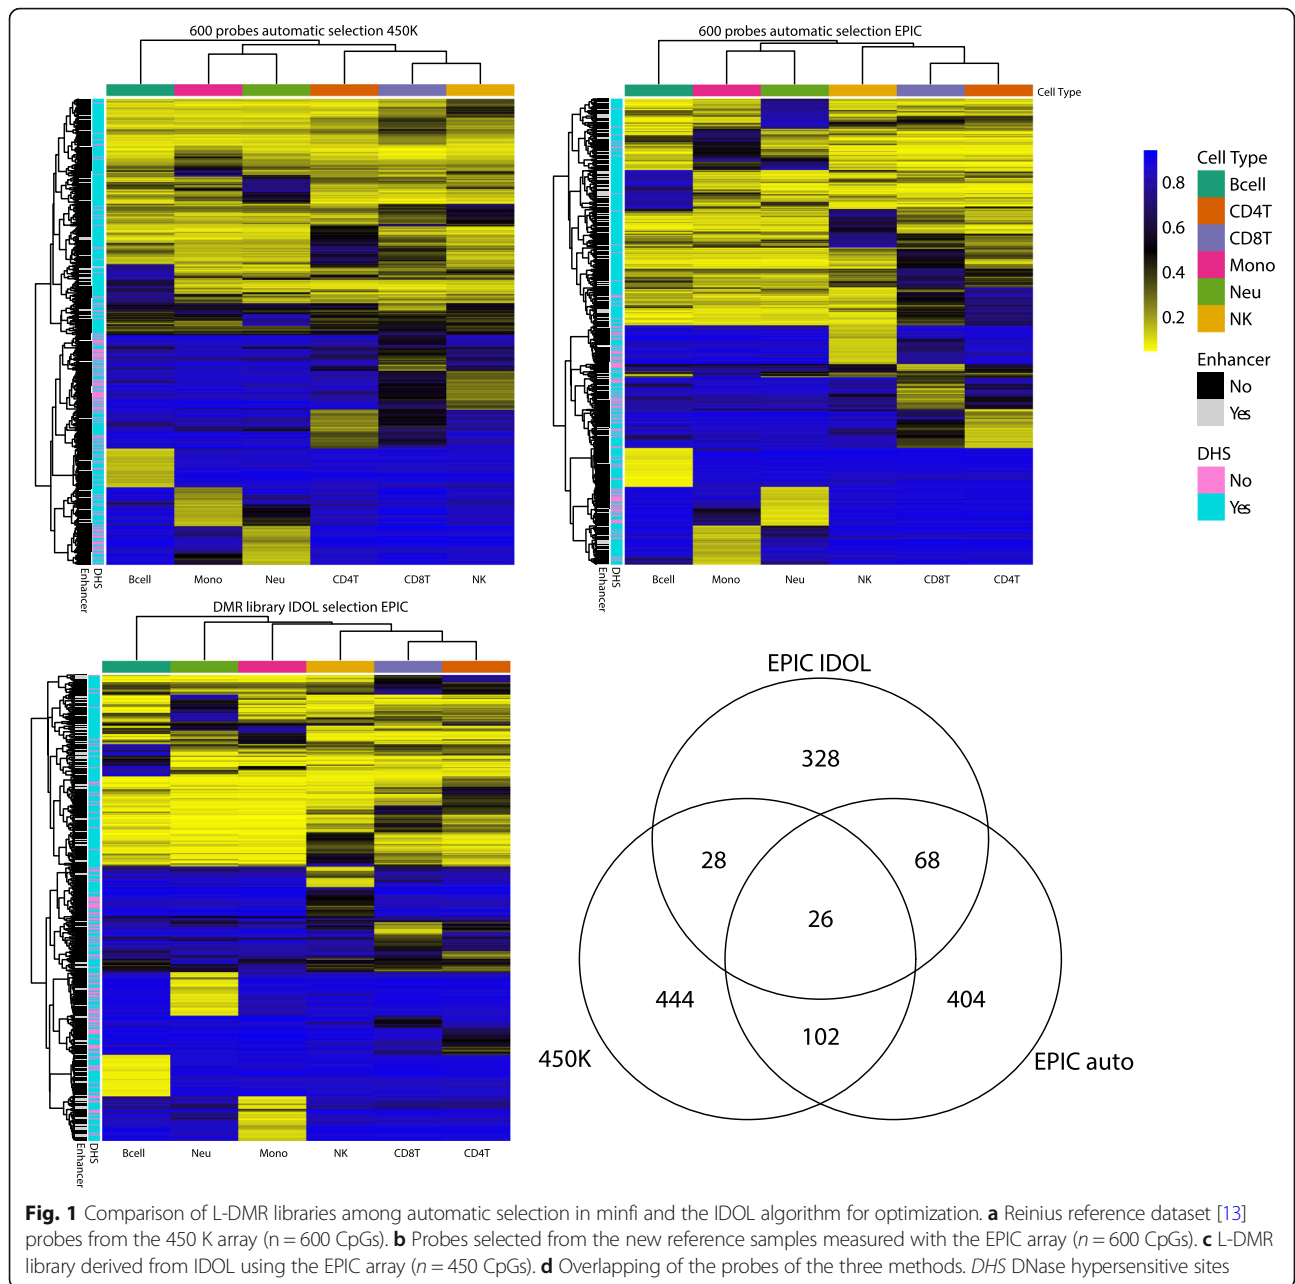 600 probes automatic selection 450K
Bcell Mono Neu CD4T CD8T NK
Enhancer
DHS
600 probes automatic selection EPIC
Cell Type
Bcell Mono Neu NK CD8T CD4T
Enhancer
DHS
0.8
0.6
0.4
0.2
Cell Type
Bcell
CD4T
CD8T
Mono
Neu
NK
Enhancer
No
Yes
DHS
No
Yes
DMR library IDOL selection EPIC
Bcell Neu Mono NK CD8T CD4T
Enhancer
DHS
EPIC IDOL
328
28
68
26
444
404
102
450K
EPIC auto
Fig. 1 Comparison of L-DMR libraries among automatic selection in minfi and the IDOL algorithm for optimization. a Reinius reference dataset [13]
probes from the 450 K array (n = 600 CpGs). b Probes selected from the new reference samples measured with the EPIC array (n = 600 CpGs). c L-DMR
library derived from IDOL using the EPIC array (n = 450 CpGs). d Overlapping of the probes of the three methods. DHS DNase hypersensitive sites